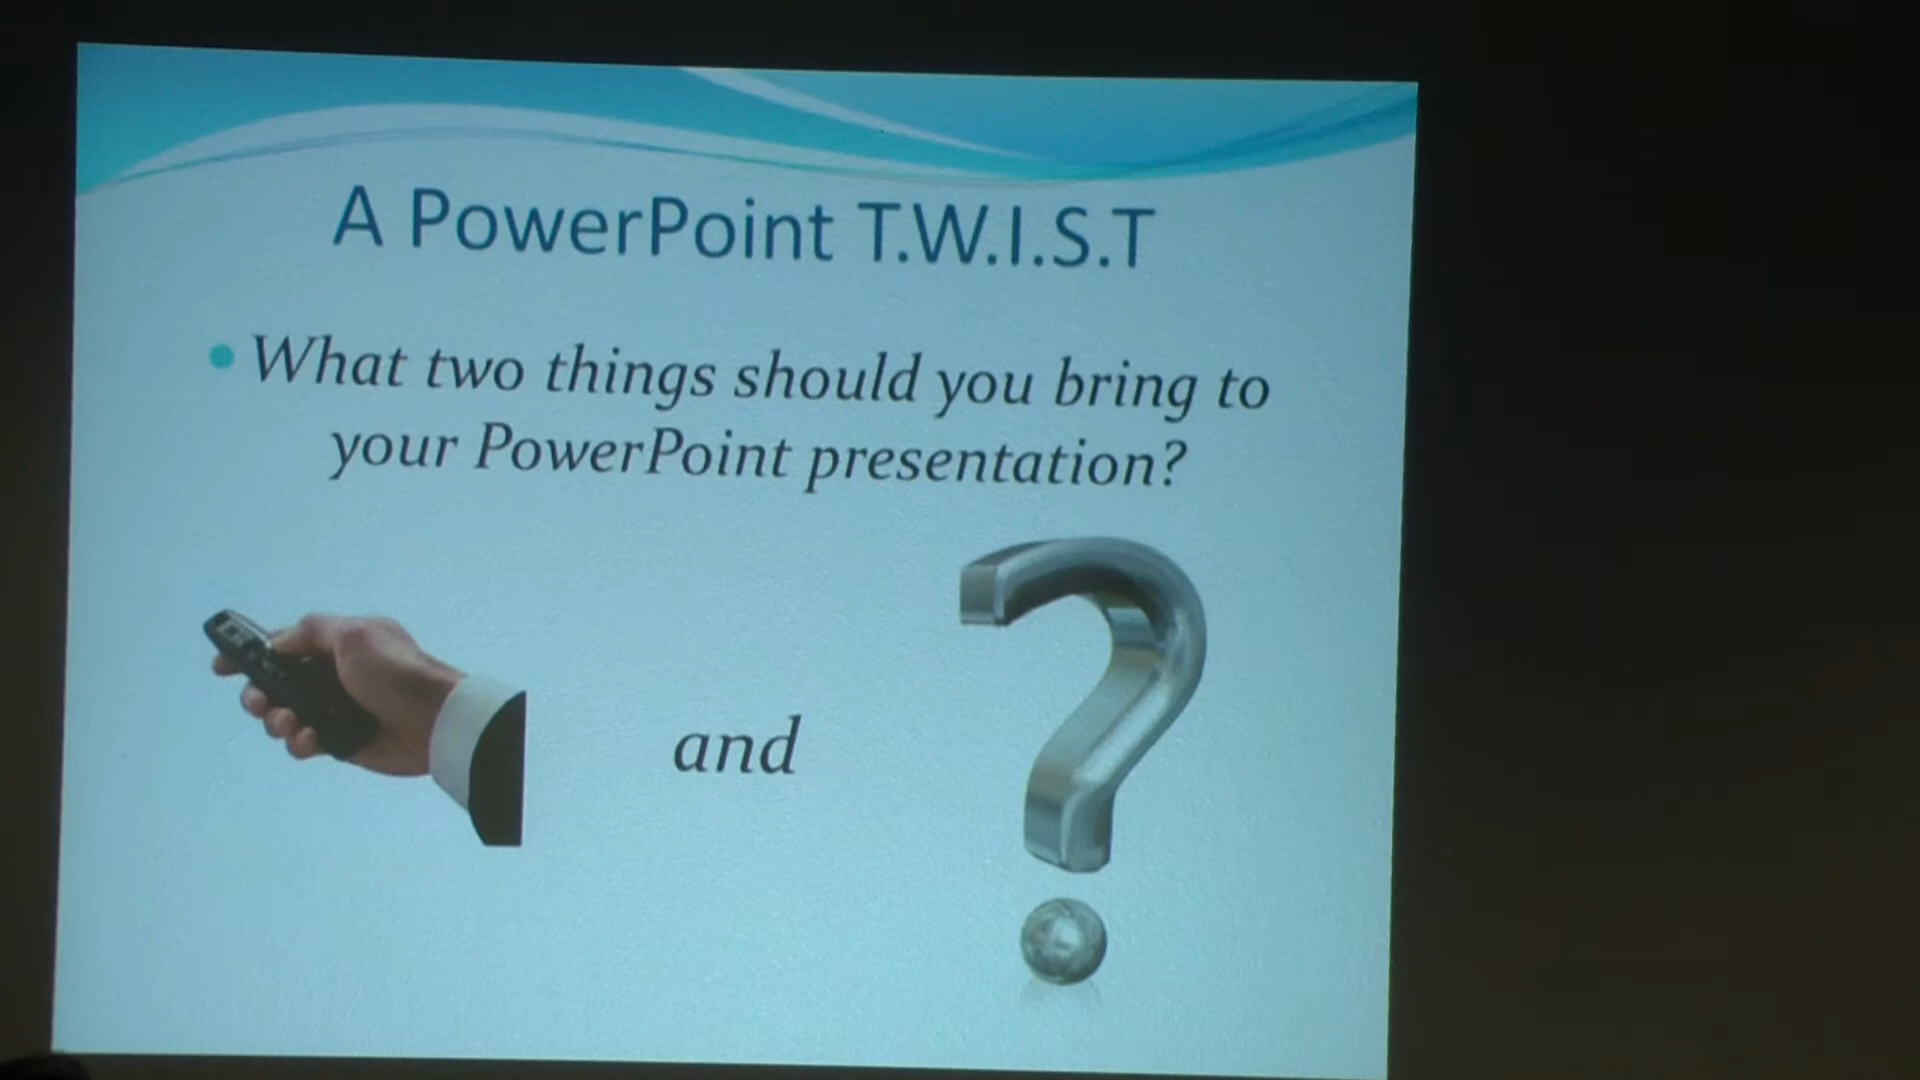 A PowerPoint T.W.I.S.T
What two things should you bring to
your PowerPoint presentation?
and
?